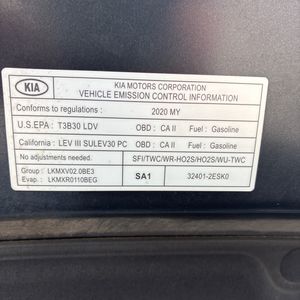 KIA
KIA MOTORS CORPORATION
VEHICLE EMISSION CONTROL INFORMATION
Conforms to regulations : 2020 MY
U.S.EPA : T3B30 LDV OBD : CA II Fuel : Gasoline
California : LEV III SULEV30 PC OBD : CA II Fuel : Gasoline
No adjustments needed. SFI/TWC/WR-HO2S/HO2S/WU-TWC
Group : LKMXV02.0BE3
Evap. : LKMXR0110BEG
SA1 32401-2ESK0